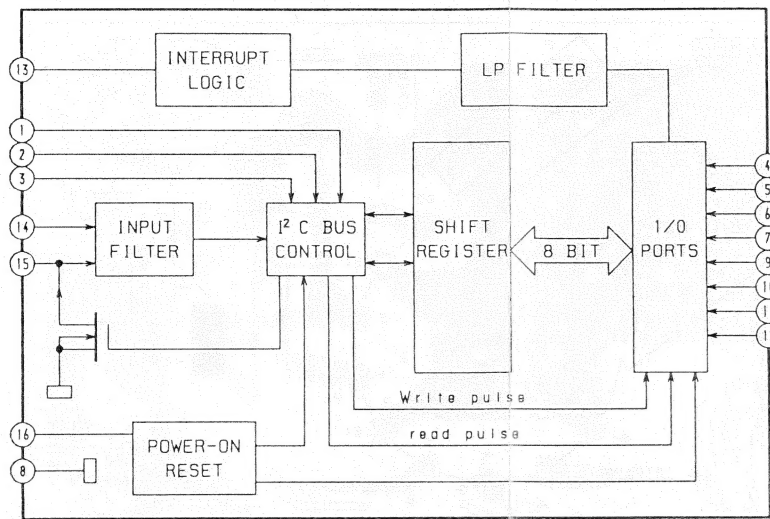 INTERRUPT
LOGIC
LP FILTER
13
1
2
3
14
15
INPUT
FILTER
I² C BUS
CONTROL
SHIFT
REGISTER
8 BIT
I/O
PORTS
4
5
6
7
9
Write pulse
read pulse
16
8
POWER-ON
RESET